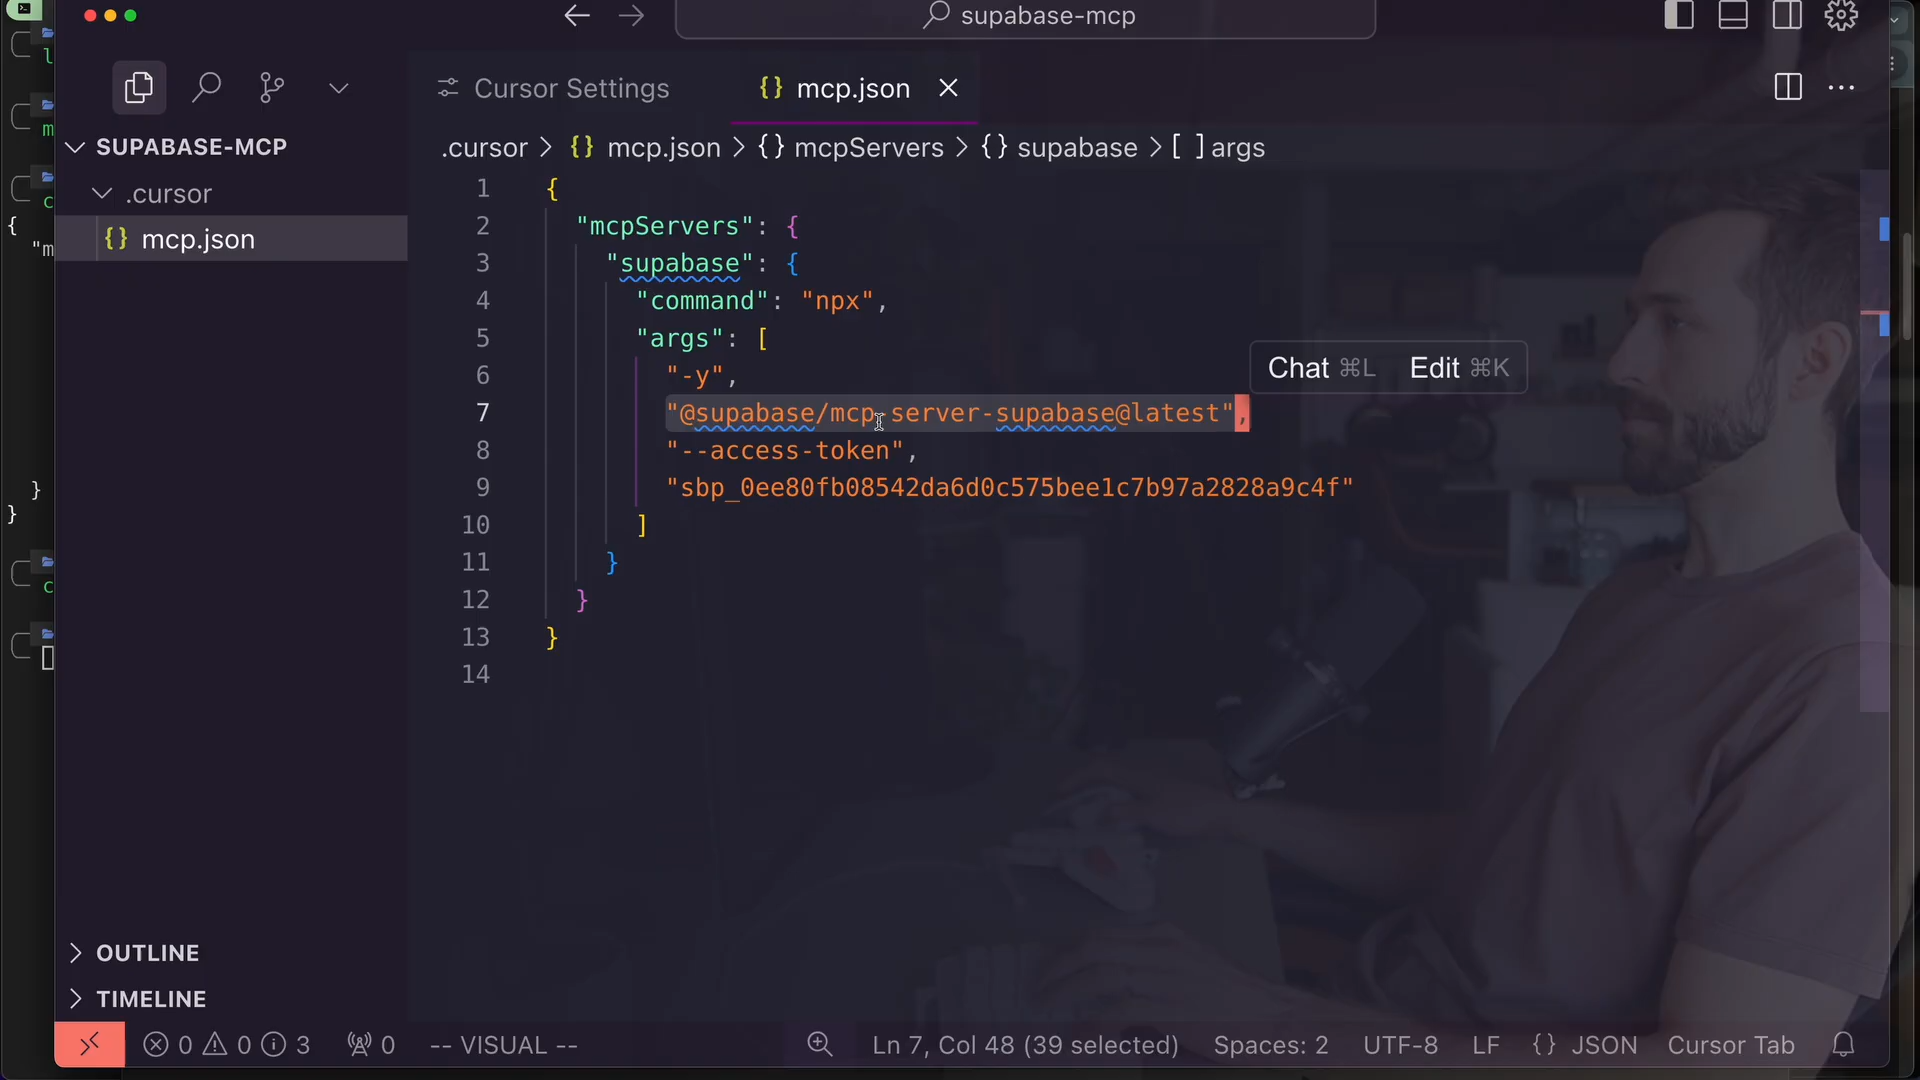 supabase-mcp
Cursor Settings
{} mcp.json
SUPABASE-MCP
.cursor
{} mcp.json
.cursor > {} mcp.json > {} mcpServers > {} supabase > [ ] args
1 {
2 "mcpServers": {
3 "supabase": {
4 "command": "npx",
5 "args": [
6 "-y",
7 "@supabase/mcp-server-supabase@latest",
8 "--access-token",
9 "sbp_0ee80fb08542da6d0c575bee1c7b97a2828a9c4f"
10 ]
11 }
12 }
13 }
14
Chat ⌘L Edit ⌘K
l
m
c
{
"m
}
}
c
OUTLINE
TIMELINE
0 0 3 0 -- VISUAL -- Ln 7, Col 48 (39 selected) Spaces: 2 UTF-8 LF {} JSON Cursor Tab